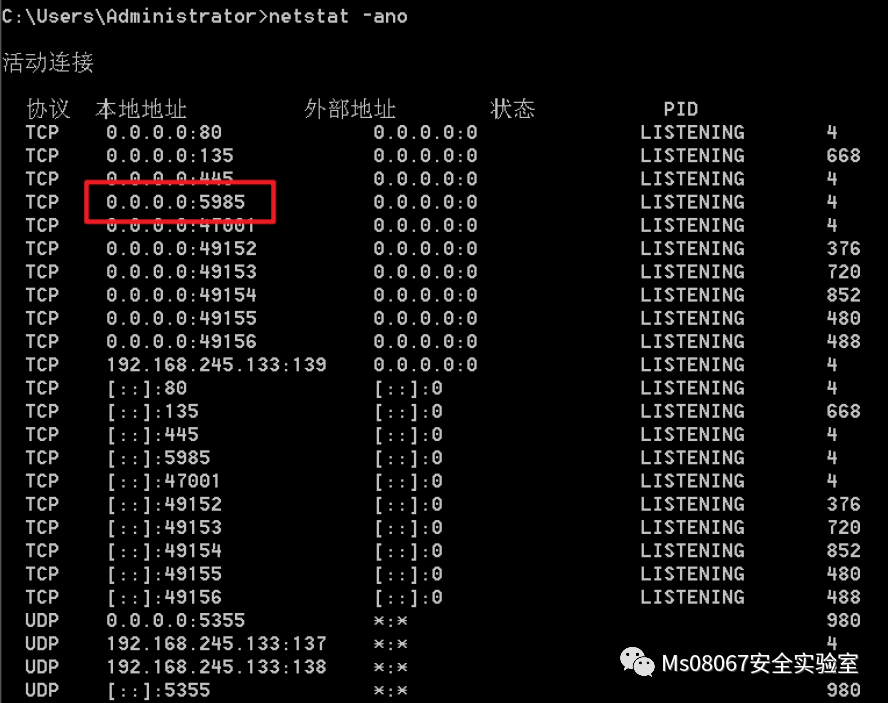 C:\Users\Administrator>netstat -ano
活动连接
协议 本地地址 外部地址 状态 PID
TCP 0.0.0.0:80 0.0.0.0:0 LISTENING 4
TCP 0.0.0.0:135 0.0.0.0:0 LISTENING 668
TCP 0.0.0.0:445 0.0.0.0:0 LISTENING 4
TCP 0.0.0.0:5985 0.0.0.0:0 LISTENING 4
TCP 0.0.0.0:47001 0.0.0.0:0 LISTENING 4
TCP 0.0.0.0:49152 0.0.0.0:0 LISTENING 376
TCP 0.0.0.0:49153 0.0.0.0:0 LISTENING 720
TCP 0.0.0.0:49154 0.0.0.0:0 LISTENING 852
TCP 0.0.0.0:49155 0.0.0.0:0 LISTENING 480
TCP 0.0.0.0:49156 0.0.0.0:0 LISTENING 488
TCP 192.168.245.133:139 0.0.0.0:0 LISTENING 4
TCP [::]:80 [::]:0 LISTENING 4
TCP [::]:135 [::]:0 LISTENING 668
TCP [::]:445 [::]:0 LISTENING 4
TCP [::]:5985 [::]:0 LISTENING 4
TCP [::]:47001 [::]:0 LISTENING 4
TCP [::]:49152 [::]:0 LISTENING 376
TCP [::]:49153 [::]:0 LISTENING 720
TCP [::]:49154 [::]:0 LISTENING 852
TCP [::]:49155 [::]:0 LISTENING 480
TCP [::]:49156 [::]:0 LISTENING 488
UDP 0.0.0.0:5355 *:* 980
UDP 192.168.245.133:137 *:* 4
UDP 192.168.245.133:138 *:*
Ms08067安全实验室
UDP [::]:5355 *:* 980